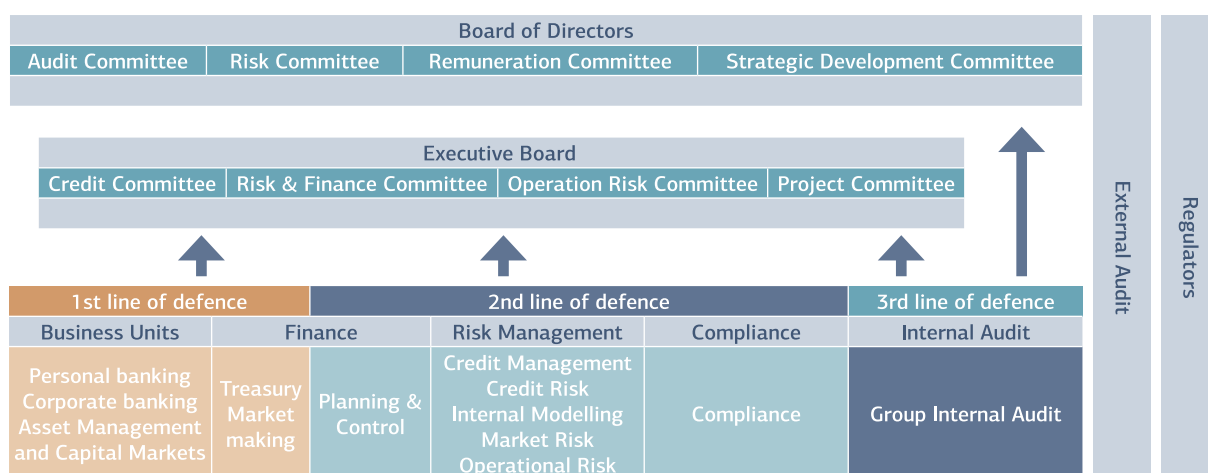 Board of Directors
Audit Committee
Risk Committee
Remuneration Committee
Strategic Development Committee
Executive Board
Credit Committee
Risk & Finance Committee
Operation Risk Committee
Project Committee
1st line of defence
2nd line of defence
3rd line of defence
Business Units
Finance
Risk Management
Compliance
Internal Audit
Personal banking
Corporate banking
Asset Management
and Capital Markets
Treasury
Market
making
Planning &
Control
Credit Management
Credit Risk
Internal Modelling
Market Risk
Operational Risk
Compliance
Group Internal Audit
External Audit
Regulators